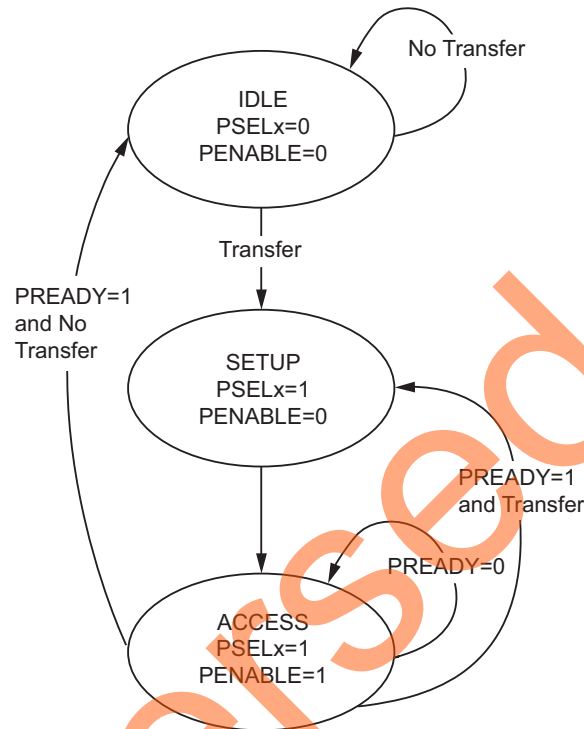 No Transfer
IDLE
PSELx=0
PENABLE=0
Transfer
PREADY=1
and No
Transfer
SETUP
PSELx=1
PENABLE=0
PREADY=1
and Transfer
PREADY=0
ACCESS
PSELx=1
PENABLE=1
ersed